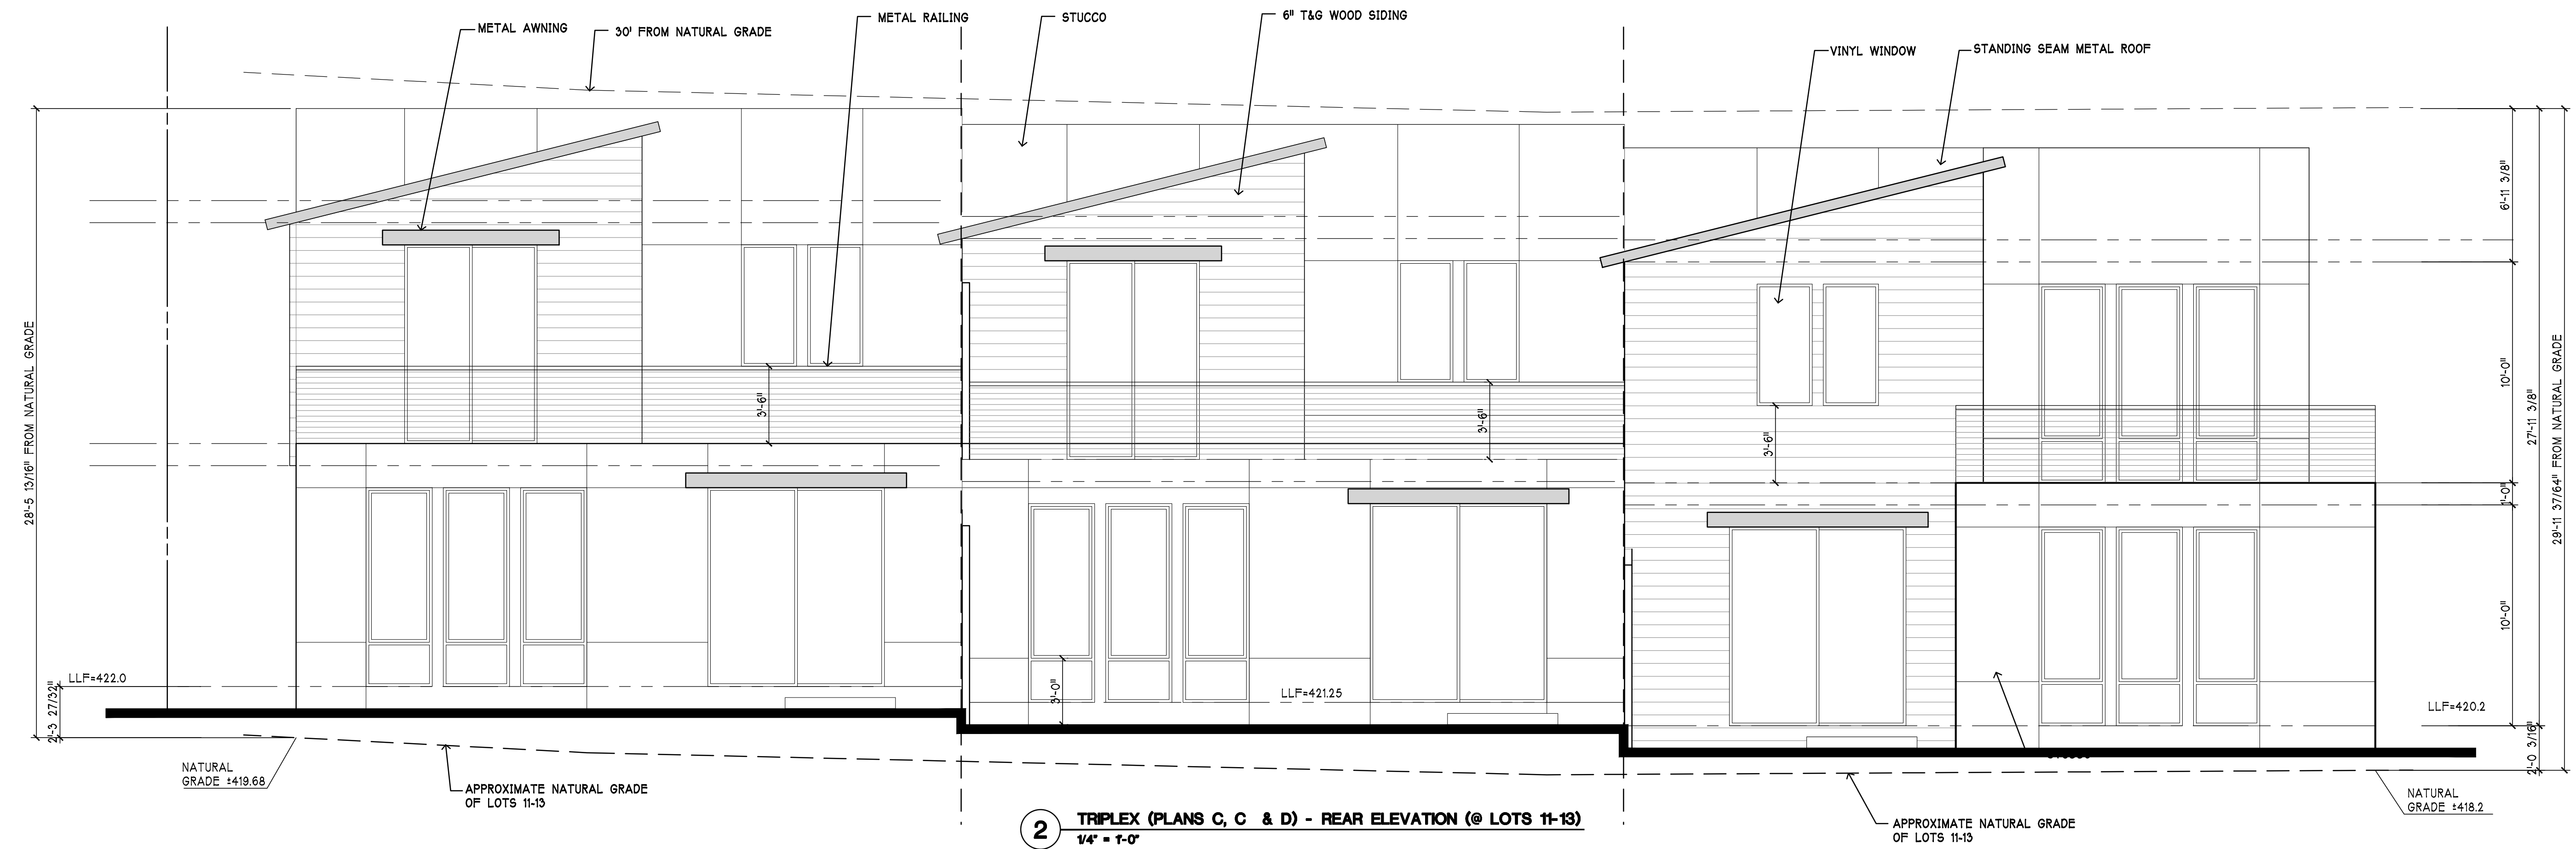 METAL AWNING
30' FROM NATURAL GRADE
METAL RAILING
STUCCO
6" T&G WOOD SIDING
VINYL WINDOW
STANDING SEAM METAL ROOF
28'-5 13/16" FROM NATURAL GRADE
3'-6"
3'-6"
3'-6"
6'-11 3/8"
10'-0"
1'-0"
10'-0"
27'-11 3/8"
29'-11 37/64" FROM NATURAL GRADE
LLF=422.0
2'-3 27/32"
3'-0"
LLF=421.25
LLF=420.2
2'-0 3/16"
NATURAL
GRADE ±419.68
APPROXIMATE NATURAL GRADE
OF LOTS 11-13
2
TRIPLEX (PLANS C, C & D) - REAR ELEVATION (@ LOTS 11-13)
1/4" = 1'-0"
APPROXIMATE NATURAL GRADE
OF LOTS 11-13
NATURAL
GRADE ±418.2